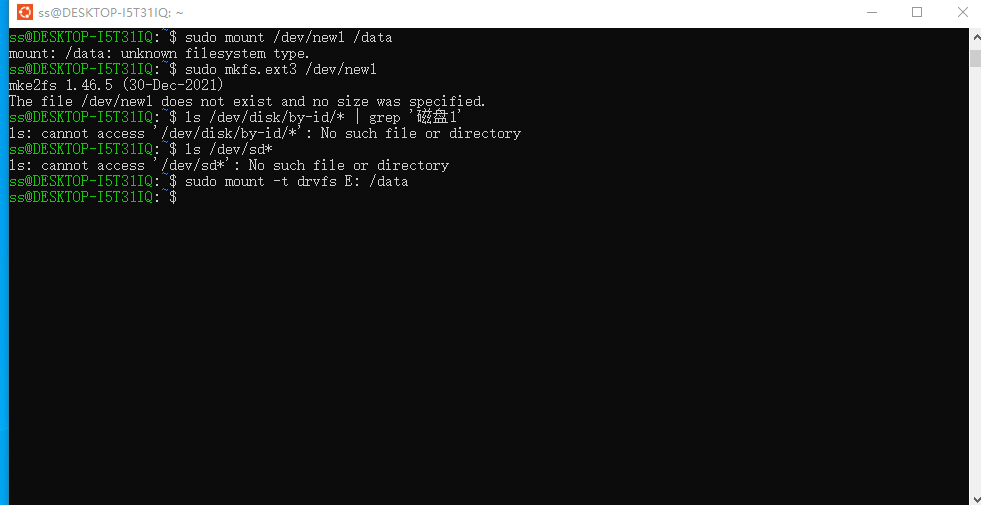 ss@DESKTOP-I5T31IQ: ~
ss@DESKTOP-I5T31IQ:~$ sudo mount /dev/new1 /data
mount: /data: unknown filesystem type.
ss@DESKTOP-I5T31IQ:~$ sudo mkfs.ext3 /dev/new1
mke2fs 1.46.5 (30-Dec-2021)
The file /dev/new1 does not exist and no size was specified.
ss@DESKTOP-I5T31IQ:~$ ls /dev/disk/by-id/* | grep '磁盘1'
ls: cannot access '/dev/disk/by-id/*': No such file or directory
ss@DESKTOP-I5T31IQ:~$ ls /dev/sd*
ls: cannot access '/dev/sd*': No such file or directory
ss@DESKTOP-I5T31IQ:~$ sudo mount -t drvfs E: /data
ss@DESKTOP-I5T31IQ:~$